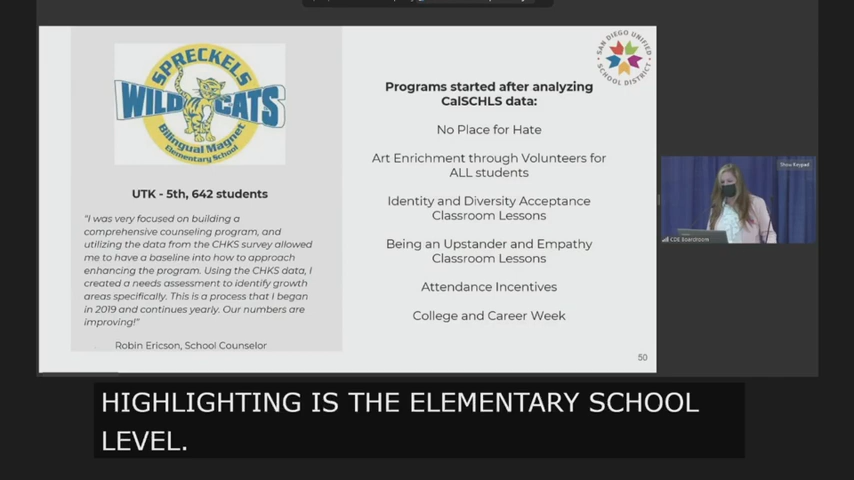 SPRECKELS
WILD CATS
Bilingual Magnet
Elementary School
UTK - 5th, 642 students
"I was very focused on building a
comprehensive counseling program, and
utilizing the data from the CHKS survey allowed
me to have a baseline into how to approach
enhancing the program. Using the CHKS data, I
created a needs assessment to identify growth
areas specifically. This is a process that I began
in 2019 and continues yearly. Our numbers are
improving!"
Robin Ericson, School Counselor
SAN DIEGO UNIFIED
SCHOOL DISTRICT
Programs started after analyzing
CalSCHLS data:
No Place for Hate
Art Enrichment through Volunteers for
ALL students
Identity and Diversity Acceptance
Classroom Lessons
Being an Upstander and Empathy
Classroom Lessons
Attendance Incentives
College and Career Week
50
Show Keypad
CDE Boardroom
HIGHLIGHTING IS THE ELEMENTARY SCHOOL
LEVEL.